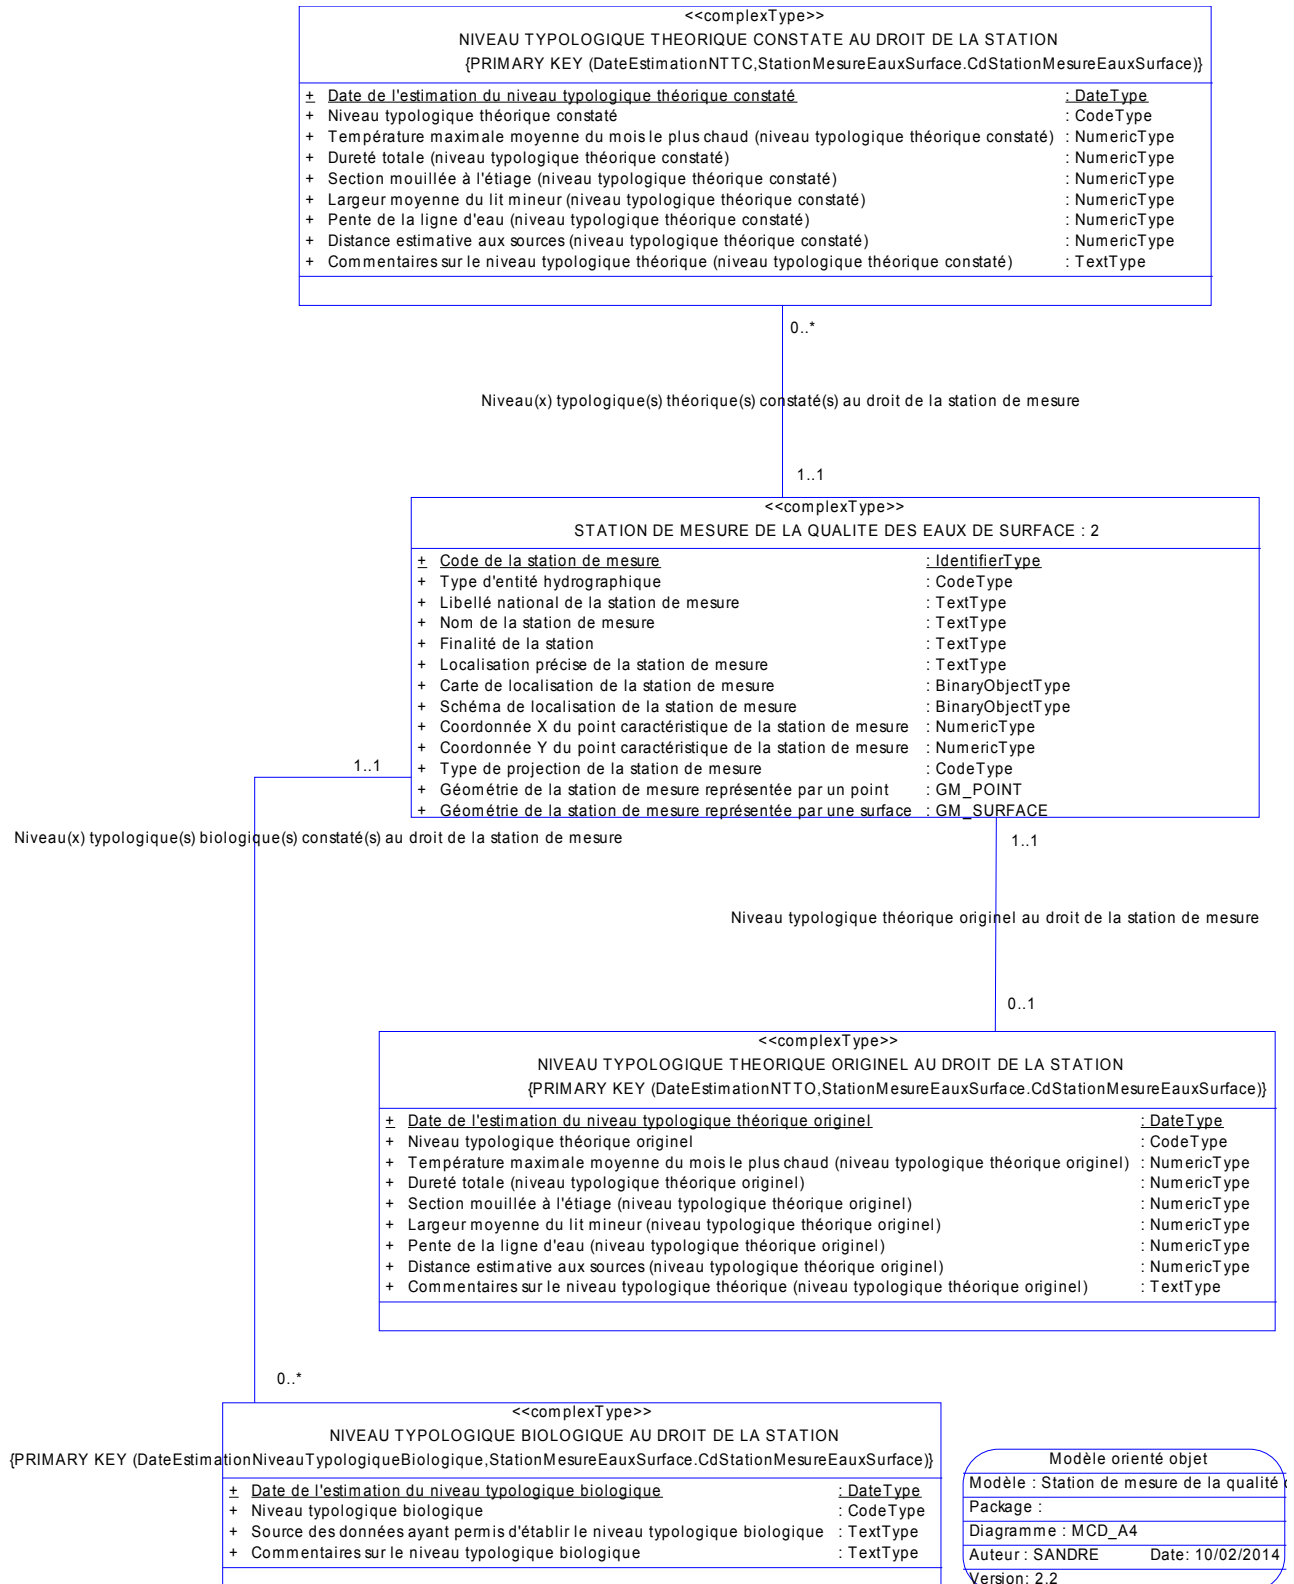 <<complexType>>
NIVEAU TYPOLOGIQUE THEORIQUE CONSTATE AU DROIT DE LA STATION
{PRIMARY KEY (DateEstimationNTTC,StationMesureEauxSurface.CdStationMesureEauxSurface)}
+ Date de l'estimation du niveau typologique théorique constaté : DateType
+ Niveau typologique théorique constaté : CodeType
+ Température maximale moyenne du mois le plus chaud (niveau typologique théorique constaté) : NumericType
+ Dureté totale (niveau typologique théorique constaté) : NumericType
+ Section mouillée à l'étiage (niveau typologique théorique constaté) : NumericType
+ Largeur moyenne du lit mineur (niveau typologique théorique constaté) : NumericType
+ Pente de la ligne d'eau (niveau typologique théorique constaté) : NumericType
+ Distance estimative aux sources (niveau typologique théorique constaté) : NumericType
+ Commentaires sur le niveau typologique théorique (niveau typologique théorique constaté) : TextType
0..*
Niveau(x) typologique(s) théorique(s) constaté(s) au droit de la station de mesure
1..1
<<complexType>>
STATION DE MESURE DE LA QUALITE DES EAUX DE SURFACE : 2
+ Code de la station de mesure : IdentifierType
+ Type d'entité hydrographique : CodeType
+ Libellé national de la station de mesure : TextType
+ Nom de la station de mesure : TextType
+ Finalité de la station : TextType
+ Localisation précise de la station de mesure : TextType
+ Carte de localisation de la station de mesure : BinaryObjectType
+ Schéma de localisation de la station de mesure : BinaryObjectType
+ Coordonnée X du point caractéristique de la station de mesure : NumericType
+ Coordonnée Y du point caractéristique de la station de mesure : NumericType
+ Type de projection de la station de mesure : CodeType
+ Géométrie de la station de mesure représentée par un point : GM_POINT
+ Géométrie de la station de mesure représentée par une surface : GM_SURFACE
1..1
Niveau(x) typologique(s) biologique(s) constaté(s) au droit de la station de mesure
1..1
Niveau typologique théorique originel au droit de la station de mesure
0..1
<<complexType>>
NIVEAU TYPOLOGIQUE THEORIQUE ORIGINEL AU DROIT DE LA STATION
{PRIMARY KEY (DateEstimationNTTO,StationMesureEauxSurface.CdStationMesureEauxSurface)}
+ Date de l'estimation du niveau typologique théorique originel : DateType
+ Niveau typologique théorique originel : CodeType
+ Température maximale moyenne du mois le plus chaud (niveau typologique théorique originel) : NumericType
+ Dureté totale (niveau typologique théorique originel) : NumericType
+ Section mouillée à l'étiage (niveau typologique théorique originel) : NumericType
+ Largeur moyenne du lit mineur (niveau typologique théorique originel) : NumericType
+ Pente de la ligne d'eau (niveau typologique théorique originel) : NumericType
+ Distance estimative aux sources (niveau typologique théorique originel) : NumericType
+ Commentaires sur le niveau typologique théorique (niveau typologique théorique originel) : TextType
0..*
<<complexType>>
NIVEAU TYPOLOGIQUE BIOLOGIQUE AU DROIT DE LA STATION
{PRIMARY KEY (DateEstimationNiveauTypologiqueBiologique,StationMesureEauxSurface.CdStationMesureEauxSurface)}
+ Date de l'estimation du niveau typologique biologique : DateType
+ Niveau typologique biologique : CodeType
+ Source des données ayant permis d'établir le niveau typologique biologique : TextType
+ Commentaires sur le niveau typologique biologique : TextType
Modèle orienté objet
Modèle : Station de mesure de la qualité
Package :
Diagramme : MCD_A4
Auteur : SANDRE Date: 10/02/2014
Version: 2.2